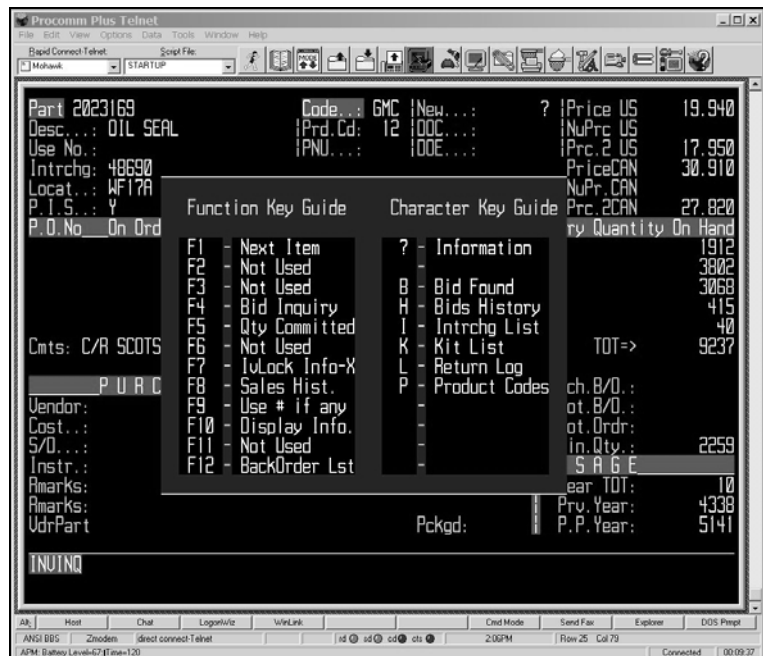 Procomm Plus Telnet
File Edit View Options Data Tools Window Help
Rapid Connect-Telnet: Script File:
Mohawk STARTUP
Part 2023169 Code..: GMC |New...: ? |Price US 19.940
Desc...: OIL SEAL |Prd.Cd: 12 |DOC...: |NuPrc US
Use No.: |PNU...: |DOE...: |Prc.2 US 17.950
Intrchg: 48690 PriceCAN 30.910
Locat..: WF17A NuPr.CAN
P.I.S..: Y Prc.2CAN 27.820
P.O.No___On Ord ry Quantity On Hand
1912
3802
3068
415
40
Cmts: C/R SCOTS TOT=> 9237
P U R C ch.B/O.:
Vendor: ot.B/O.:
Cost..: ot.Ordr:
S/O...: in.Qty.: 2259
Instr.: S A G E
Rmarks: ear TOT: 10
Rmarks: Prv.Year: 4338
VdrPart Pckgd: P.P.Year: 5141
INVINQ
Function Key Guide Character Key Guide
F1 - Next Item ? - Information
F2 - Not Used -
F3 - Not Used B - Bid Found
F4 - Bid Inquiry H - Bids History
F5 - Qty Committed I - Intrchg List
F6 - Not Used K - Kit List
F7 - IvLock Info-X L - Return Log
F8 - Sales Hist. P - Product Codes
F9 - Use # if any -
F10 - Display Info. -
F11 - Not Used -
F12 - BackOrder Lst -
Host Chat LogonWiz WinLink Cmd Mode Send Fax Explorer DOS Prmpt
ANSI BBS Zmodem direct connect-Telnet rd sd cd cts 2:06PM Row 25 Col 79
APM: Battery Level=67:|Time=120 Connected 00:09:37